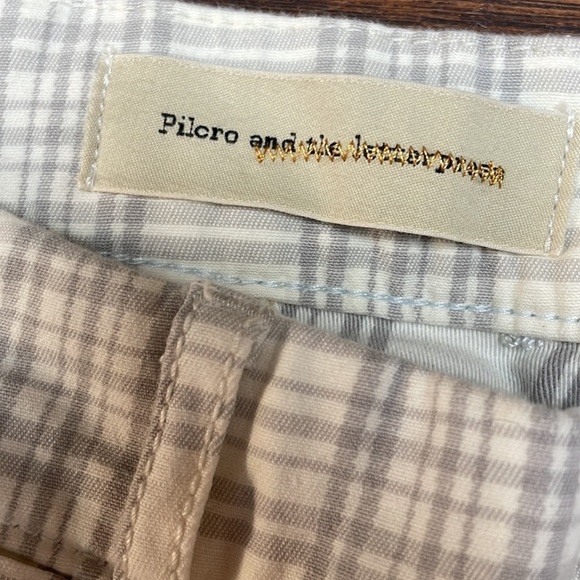 Pilcro and the letterpress